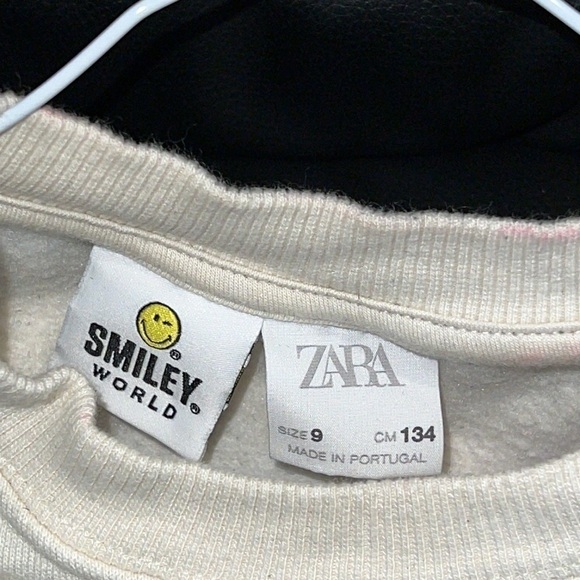 SMILEY®
WORLD®
ZARA
SIZE 9 CM 134
MADE IN PORTUGAL